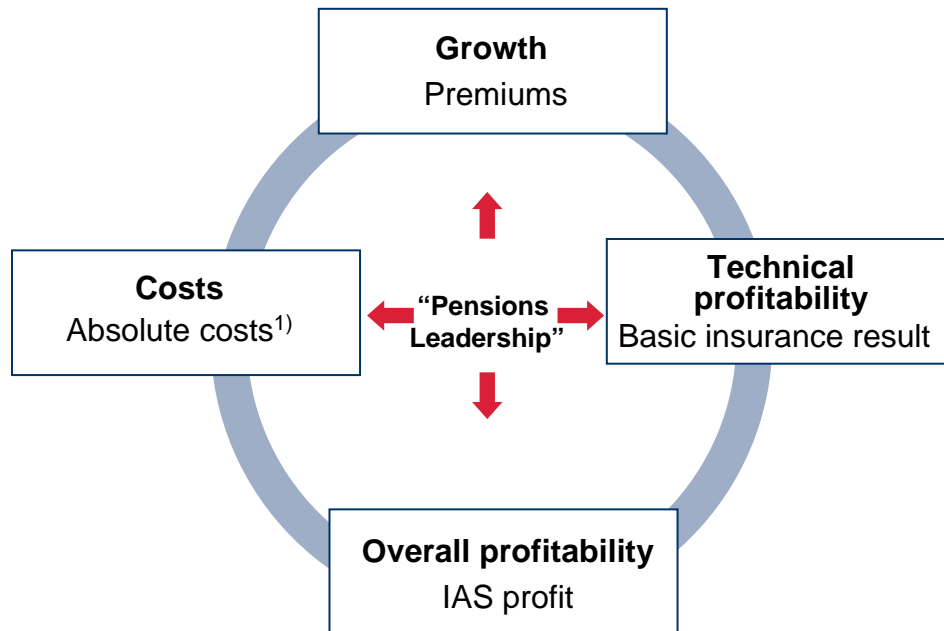 Growth
Premiums
Costs
Absolute costs1)
“Pensions
Leadership”
Technical
profitability
Basic insurance result
Overall profitability
IAS profit